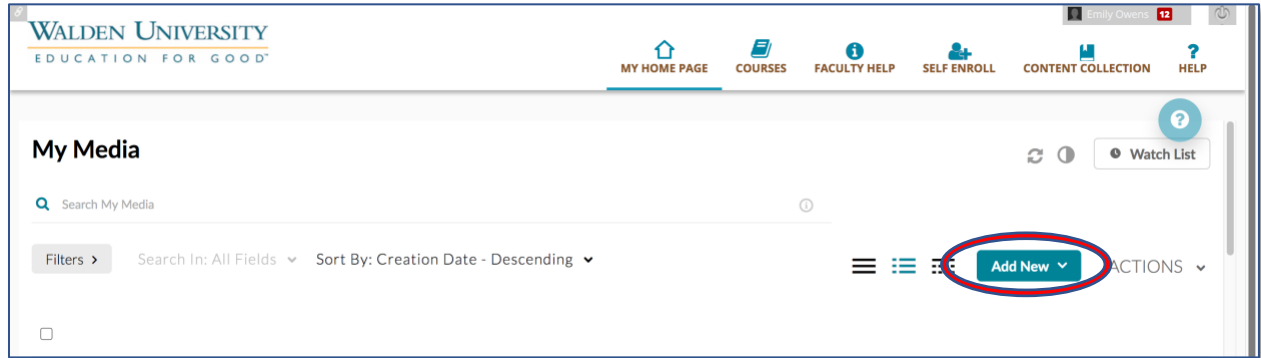 Emily Owens 12
WALDEN UNIVERSITY
EDUCATION FOR GOOD
MY HOME PAGE COURSES FACULTY HELP SELF ENROLL CONTENT COLLECTION HELP
My Media
Watch List
Search My Media
Filters > Search In: All Fields Sort By: Creation Date - Descending Add New ACTIONS